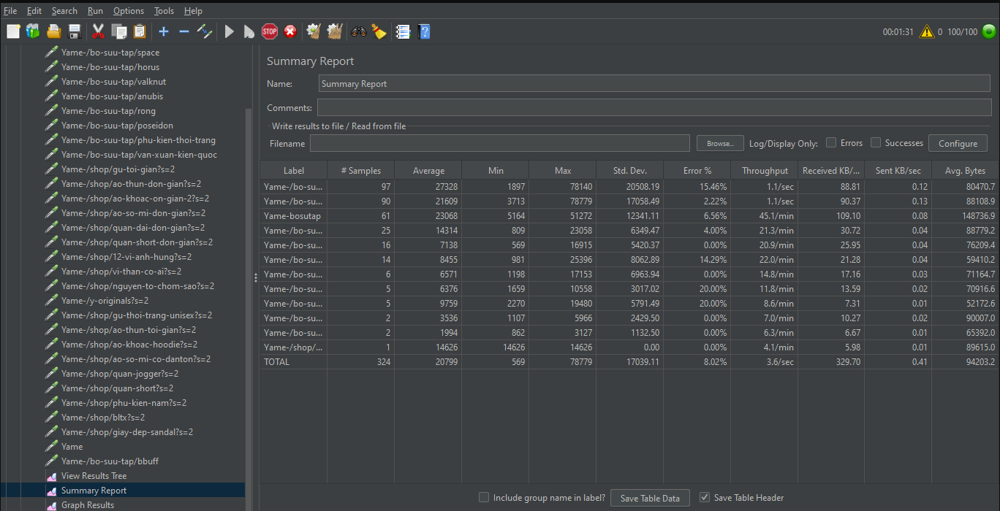 File Edit Search Run Options Tools Help
STOP
?
00:01:31 0 100/100
Yame-/bo-suu-tap/space
Yame-/bo-suu-tap/horus
Yame-/bo-suu-tap/valknut
Yame-/bo-suu-tap/anubis
Yame-/bo-suu-tap/rong
Yame-/bo-suu-tap/poseidon
Yame-/bo-suu-tap/phu-kien-thoi-trang
Yame-/bo-suu-tap/van-xuan-kien-quoc
Yame-/shop/gu-toi-gian?s=2
Yame-/shop/ao-thun-don-gian?s=2
Yame-/shop/ao-khoac-on-gian-2?s=2
Yame-/shop/ao-so-mi-don-gian?s=2
Yame-/shop/quan-dai-don-gian?s=2
Yame-/shop/quan-short-don-gian?s=2
Yame-/shop/12-vi-anh-hung?s=2
Yame-/shop/vi-than-co-ai?s=2
Yame-/shop/nguyen-to-chom-sao?s=2
Yame-/y-originals?s=2
Yame-/shop/gu-thoi-trang-unisex?s=2
Yame-/shop/ao-thun-toi-gian?s=2
Yame-/shop/ao-khoac-hoodie?s=2
Yame-/shop/ao-so-mi-co-danton?s=2
Yame-/shop/quan-jogger?s=2
Yame-/shop/quan-short?s=2
Yame-/shop/phu-kien-nam?s=2
Yame-/shop/bltx?s=2
Yame-/shop/giay-dep-sandal?s=2
Yame
Yame-/bo-suu-tap/bbuff
View Results Tree
Summary Report
Graph Results
Summary Report
Name: Summary Report
Comments:
Write results to file / Read from file
Filename Browse... Log/Display Only: Errors Successes Configure
Label # Samples Average Min Max Std. Dev. Error % Throughput Received KB/... Sent KB/sec Avg. Bytes
Yame-/bo-su... 97 27328 1897 78140 20508.19 15.46% 1.1/sec 88.81 0.12 80470.7
Yame-/bo-su... 90 21609 3713 78779 17058.49 2.22% 1.1/sec 90.37 0.13 88108.9
Yame-bosutap 61 23068 5164 51272 12341.11 6.56% 45.1/min 109.10 0.08 148736.9
Yame-/bo-su... 25 14314 809 23058 6349.47 4.00% 21.3/min 30.72 0.04 88779.2
Yame-/bo-su... 16 7138 569 16915 5420.37 0.00% 20.9/min 25.95 0.04 76209.4
Yame-/bo-su... 14 8455 981 25396 8062.89 14.29% 22.0/min 21.28 0.04 59410.2
Yame-/bo-su... 6 6571 1198 17153 6963.94 0.00% 14.8/min 17.16 0.03 71164.7
Yame-/bo-su... 5 6376 1659 10558 3017.02 20.00% 11.8/min 13.59 0.02 70916.6
Yame-/bo-su... 5 9759 2270 19480 5791.49 20.00% 8.6/min 7.31 0.01 52172.6
Yame-/bo-su... 2 3536 1107 5966 2429.50 0.00% 7.0/min 10.27 0.02 90007.0
Yame-/bo-su... 2 1994 862 3127 1132.50 0.00% 6.3/min 6.67 0.01 65392.0
Yame-/shop/... 1 14626 14626 14626 0.00 0.00% 4.1/min 5.98 0.01 89615.0
TOTAL 324 20799 569 78779 17039.11 8.02% 3.6/sec 329.70 0.41 94203.2
Include group name in label? Save Table Data Save Table Header